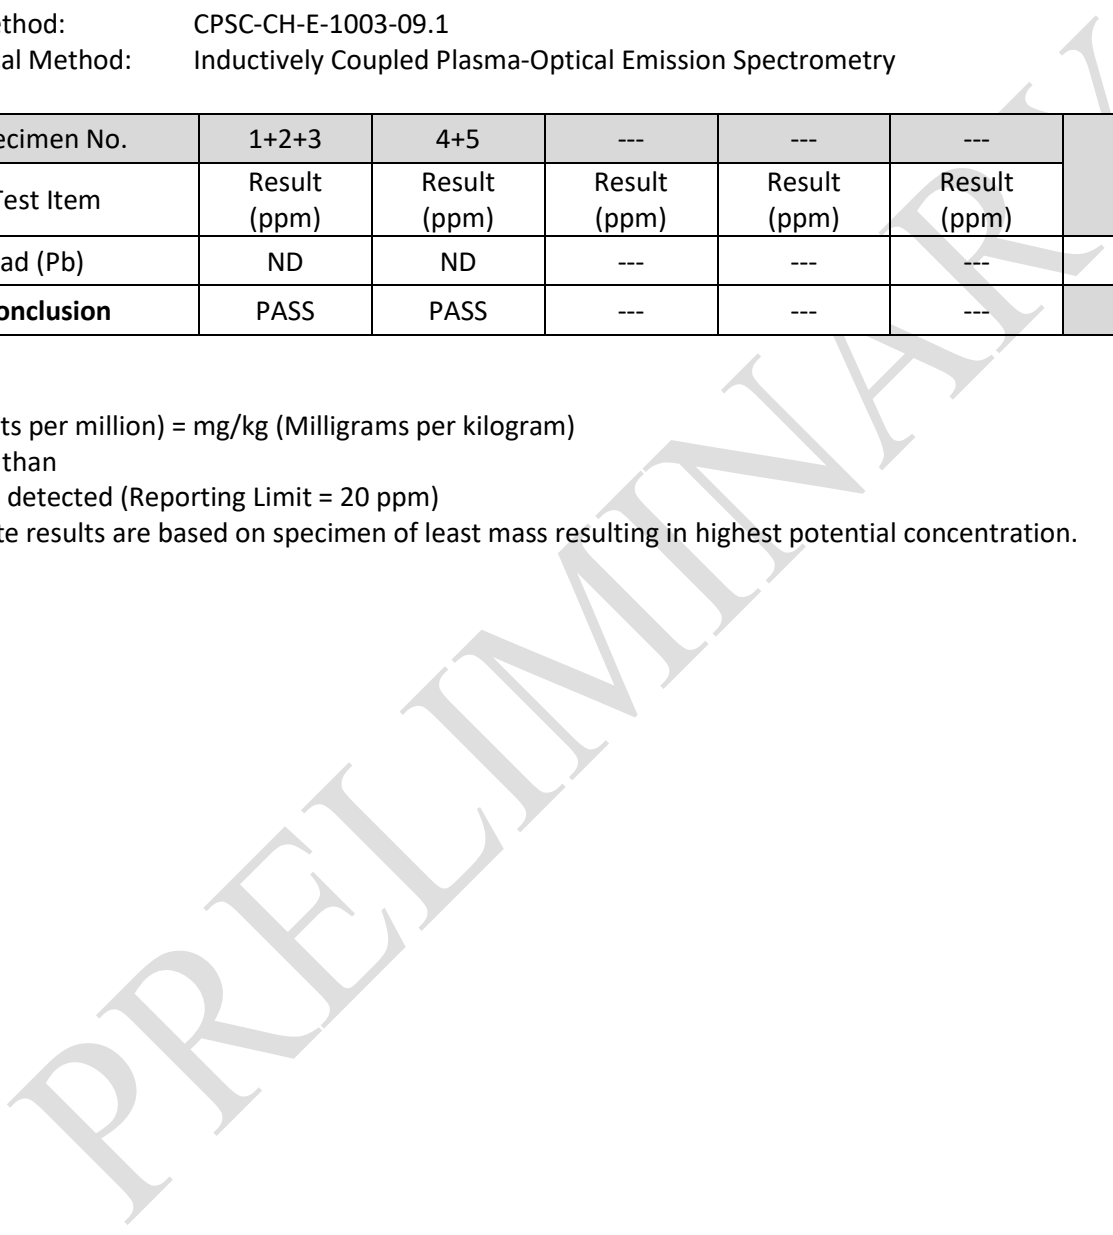 ethod: CPSC-CH-E-1003-09.1
al Method: Inductively Coupled Plasma-Optical Emission Spectrometry
ecimen No. 1+2+3 4+5 --- --- ---
Test Item Result (ppm) Result (ppm) Result (ppm) Result (ppm) Result (ppm)
ad (Pb) ND ND --- --- ---
onclusion PASS PASS --- --- ---
ts per million) = mg/kg (Milligrams per kilogram)
than
detected (Reporting Limit = 20 ppm)
te results are based on specimen of least mass resulting in highest potential concentration.
PRELIMINARY